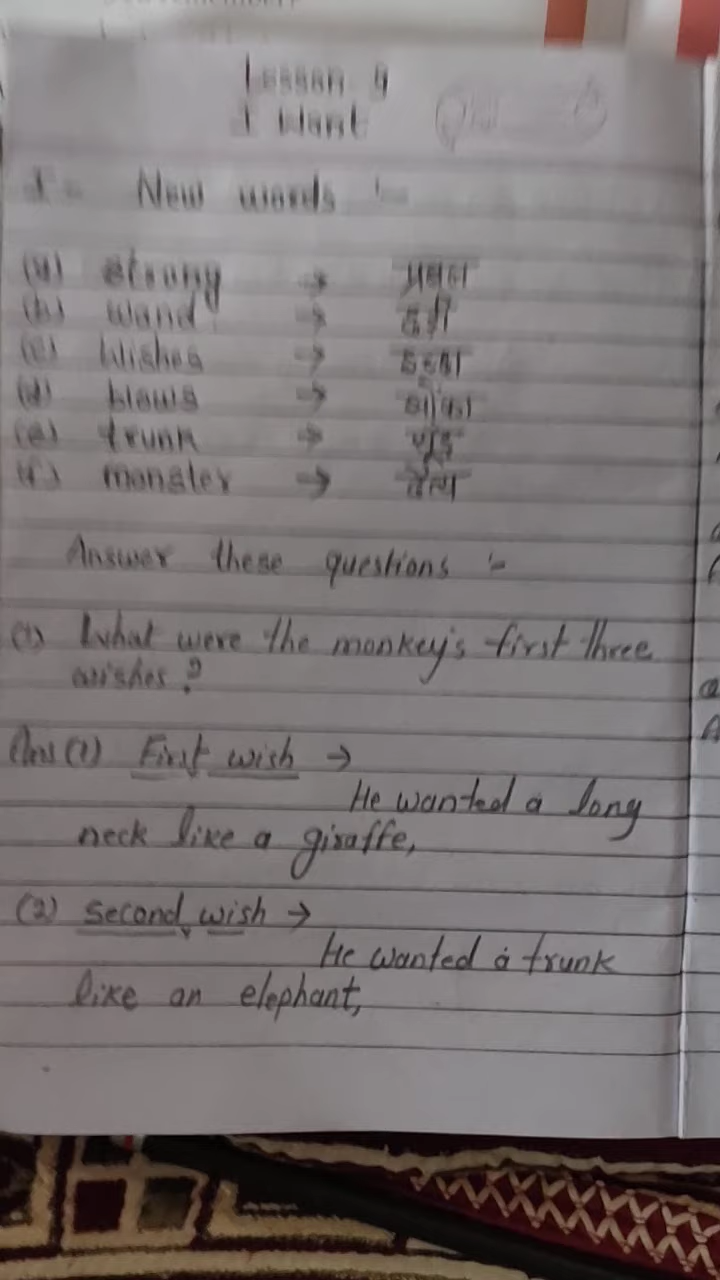 Lesson 9
I Want
I - New words :-
(a) strong → प्रबल
(b) wand →
(c) Wishes → इच्छा
(d) blows →
(e) trunk → सूंड
(f) monster → दैत्य
Answer these questions :-
(1) What were the monkey's first three
wishes?
Ans (1) First wish →
He wanted a long
neck like a giraffe,
(2) second wish →
He wanted a trunk
like an elephant,